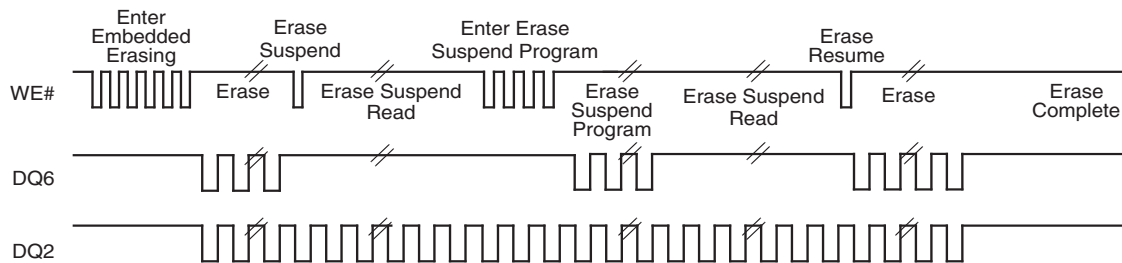 Enter
Embedded
Erasing
Erase
Suspend
Enter Erase
Suspend Program
Erase
Resume
WE#
Erase
Erase Suspend
Read
Erase
Suspend
Program
Erase Suspend
Read
Erase
Erase
Complete
DQ6
DQ2